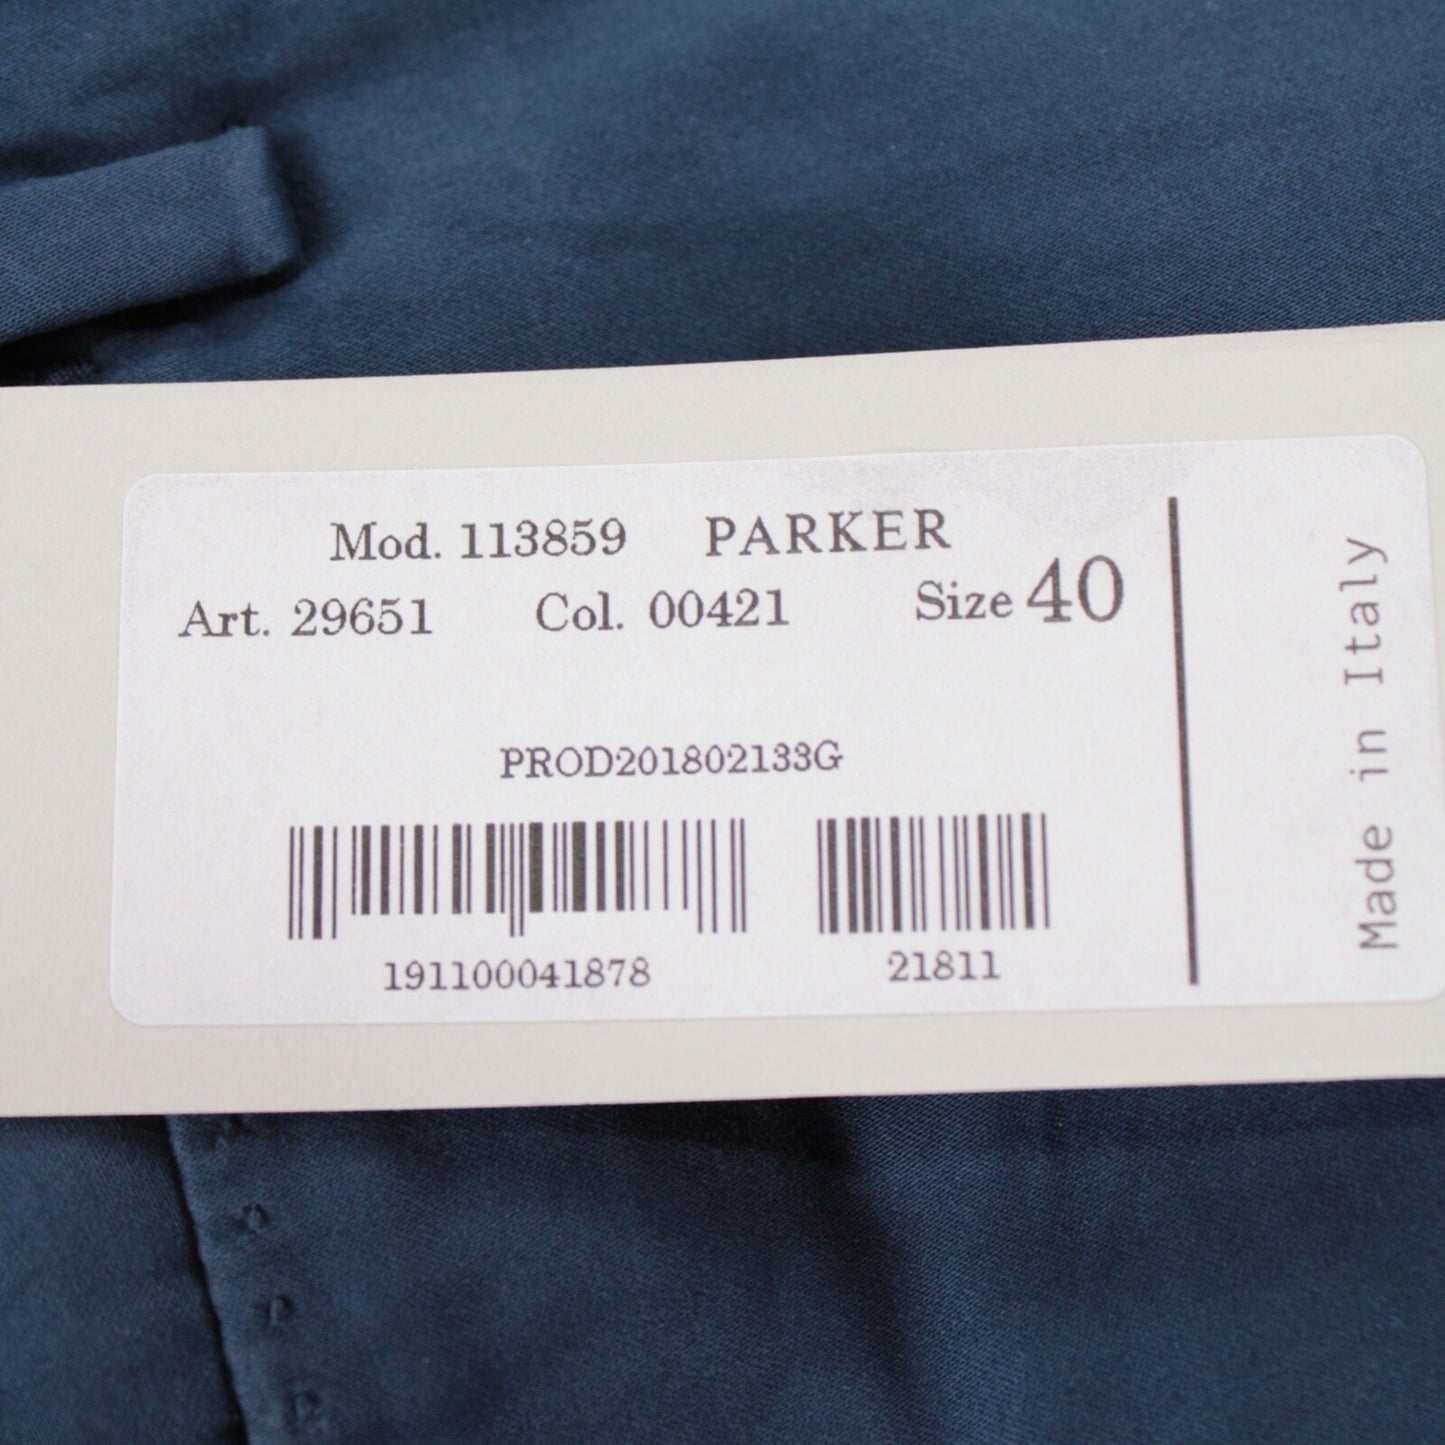 Mod. 113859 PARKER
Art. 29651 Col. 00421 Size 40
PROD201802133G
191100041878 21811
Made in Italy